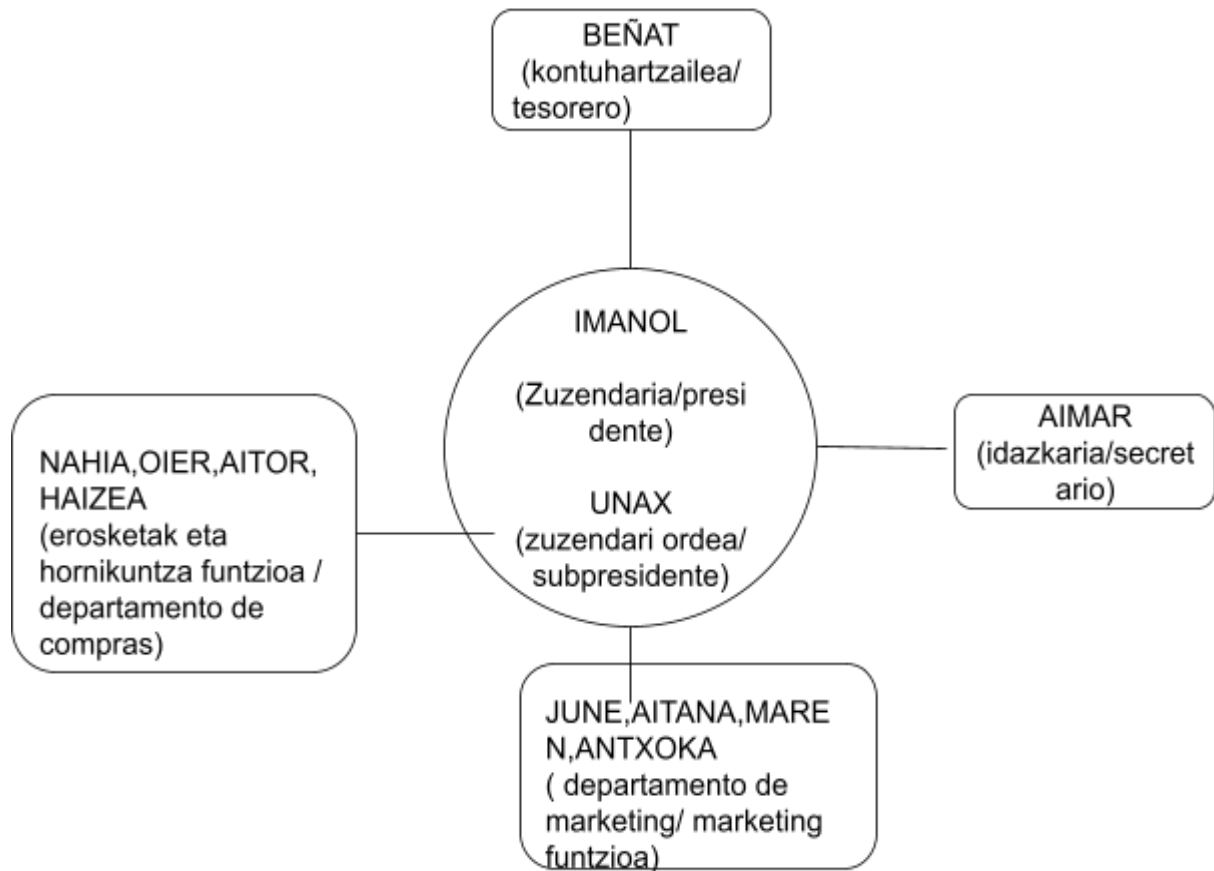 BEÑAT
(kontuhartzailea/
tesorero)
IMANOL
(Zuzendaria/presi
dente)
UNAX
(zuzendari ordea/
subpresidente)
AIMAR
(idazkaria/secret
ario)
NAHIA,OIER,AITOR,
HAIZEA
(erosketak eta
hornikuntza funtzioa /
departamento de
compras)
JUNE,AITANA,MARE
N,ANTXOKA
( departamento de
marketing/ marketing
funtzioa)